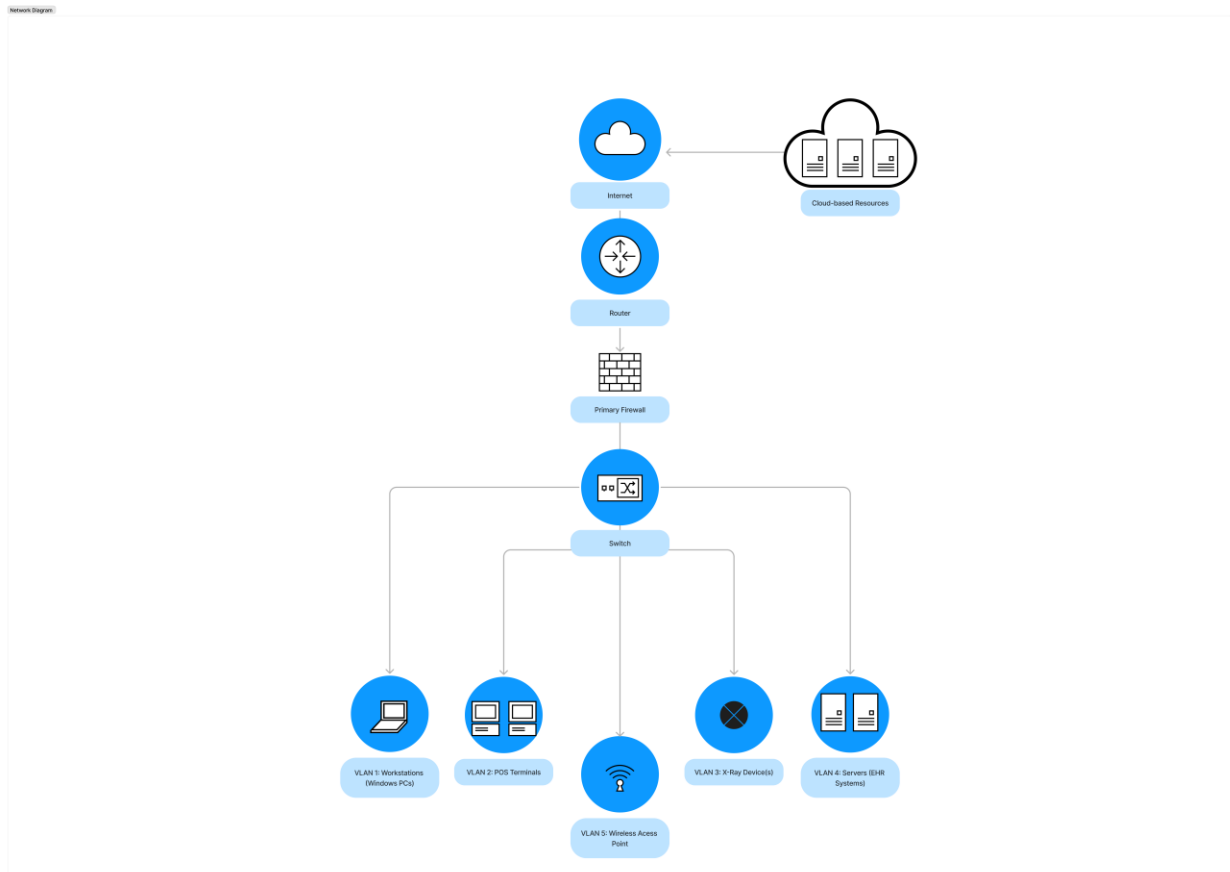 Network Diagram
Internet
Cloud-based Resources
Router
Primary Firewall
Switch
VLAN 1: Workstations
(Windows PCs)
VLAN 2: POS Terminals
VLAN 3: X-Ray Device(s)
VLAN 4: Servers (EHR
Systems)
VLAN 5: Wireless Acess
Point